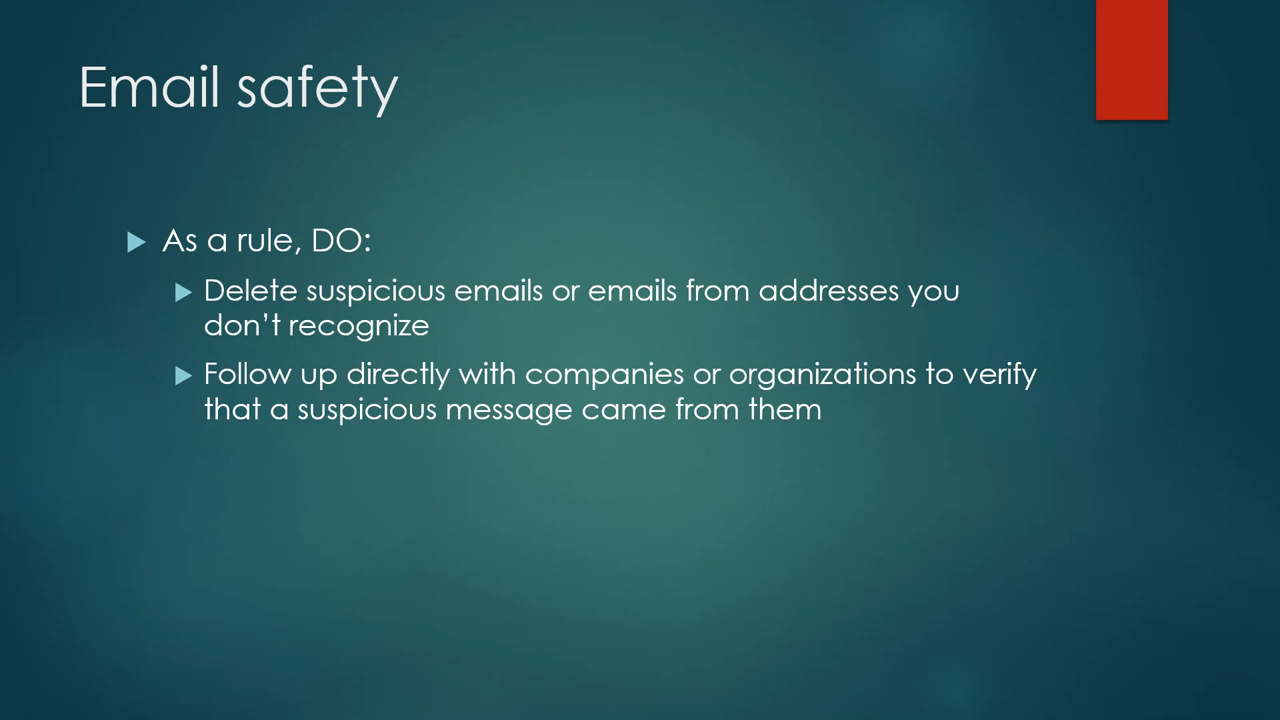 Email safety
As a rule, DO:
Delete suspicious emails or emails from addresses you
don’t recognize
Follow up directly with companies or organizations to verify
that a suspicious message came from them